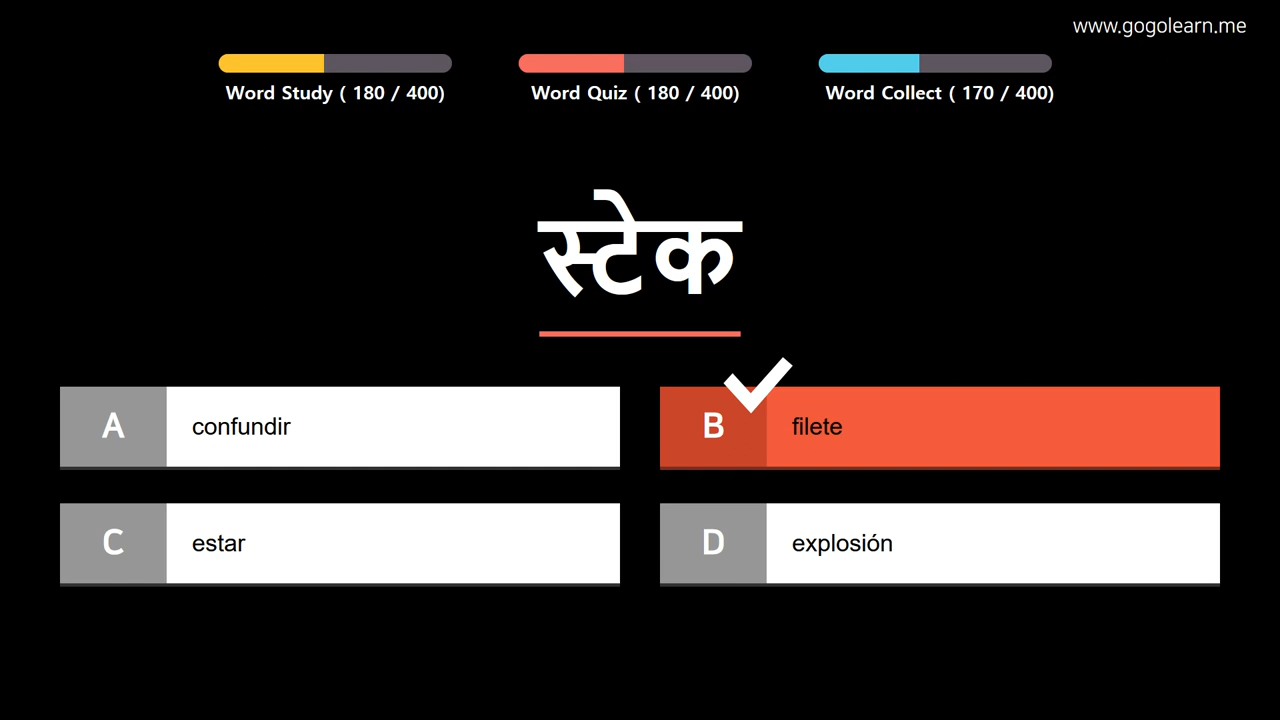 www.gogolearn.me
Word Study ( 180 / 400)
Word Quiz ( 180 / 400)
Word Collect ( 170 / 400)
स्टेक
A confundir
B filete
C estar
D explosión